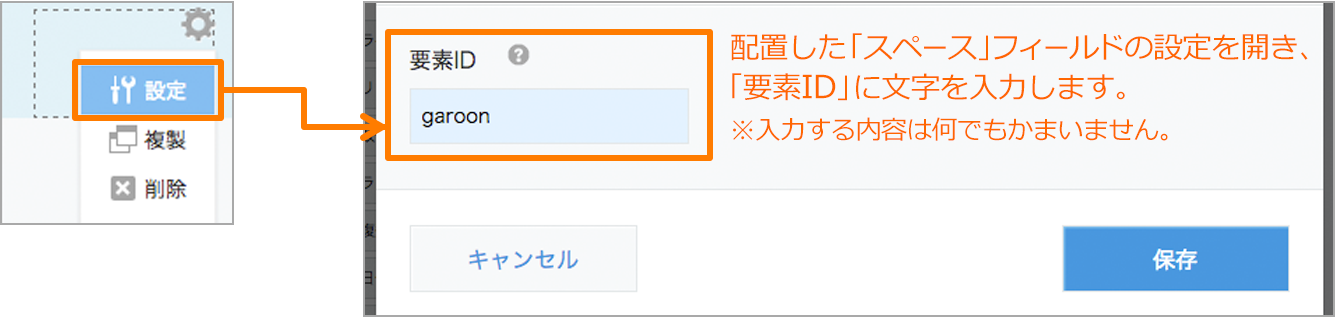 設定
複製
削除
要素ID
garoon
キャンセル
保存
配置した「スペース」フィールドの設定を開き、
「要素ID」に文字を入力します。
※入力する内容は何でもかまいません。